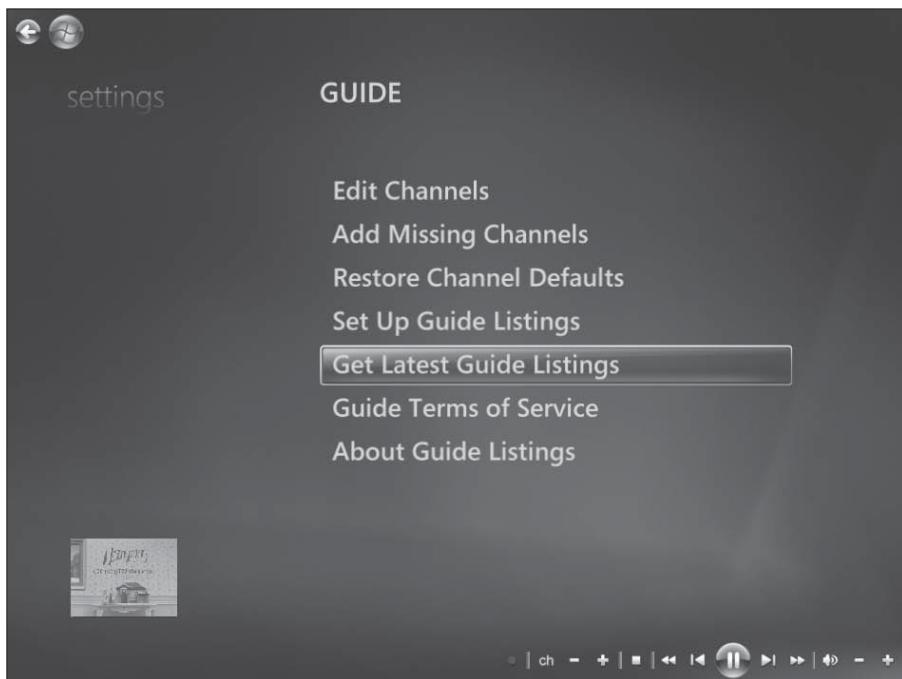 settings
GUIDE
Edit Channels
Add Missing Channels
Restore Channel Defaults
Set Up Guide Listings
Get Latest Guide Listings
Guide Terms of Service
About Guide Listings
ch